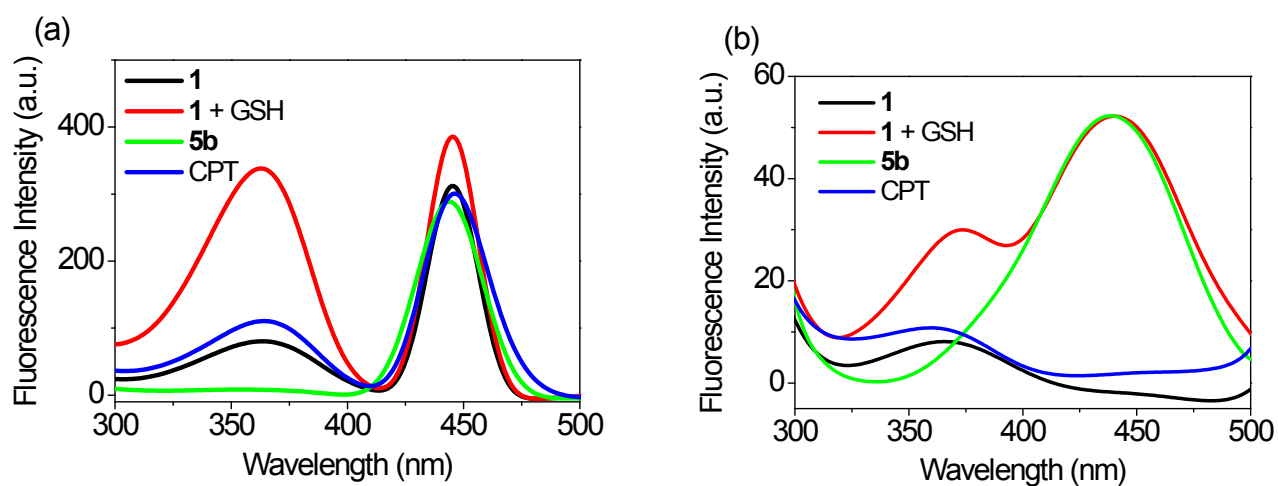 (a)
1
1 + GSH
5b
CPT
400
200
0
300 350 400 450 500
Fluorescence Intensity (a.u.)
Wavelength (nm)
(b)
60
1
1 + GSH
5b
CPT
40
20
0
300 350 400 450 500
Fluorescence Intensity (a.u.)
Wavelength (nm)